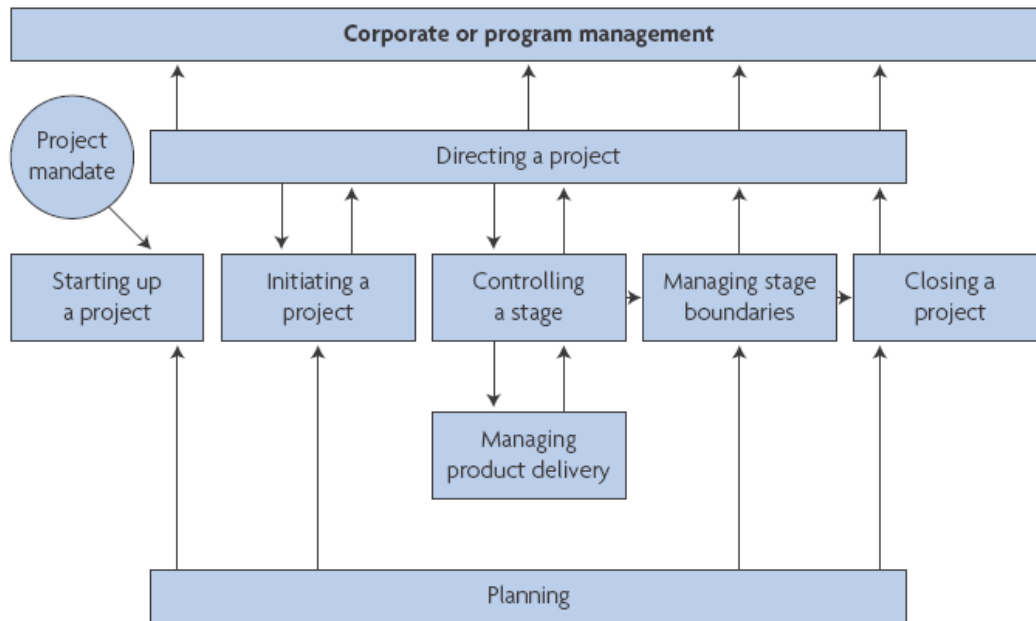 Corporate or program management
Project
mandate
Directing a project
Starting up
a project
Initiating a
project
Controlling
a stage
Managing stage
boundaries
Closing a
project
Managing
product delivery
Planning